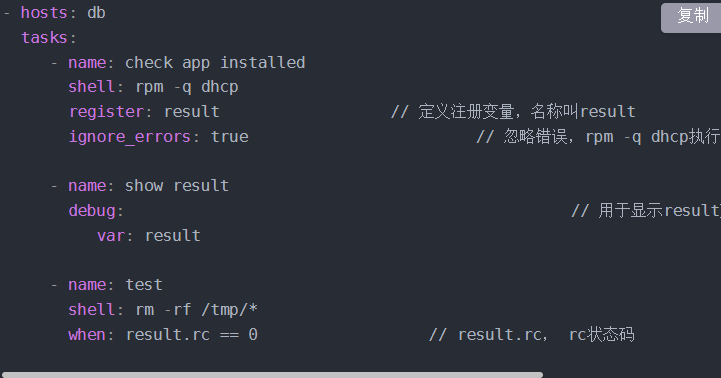 复制
- hosts: db
  tasks:
     - name: check app installed
       shell: rpm -q dhcp
       register: result                  // 定义注册变量，名称叫result
       ignore_errors: true                        // 忽略错误，rpm -q dhcp执行

     - name: show result
       debug:                                               // 用于显示result
          var: result

     - name: test
       shell: rm -rf /tmp/*
       when: result.rc == 0                  // result.rc， rc状态码